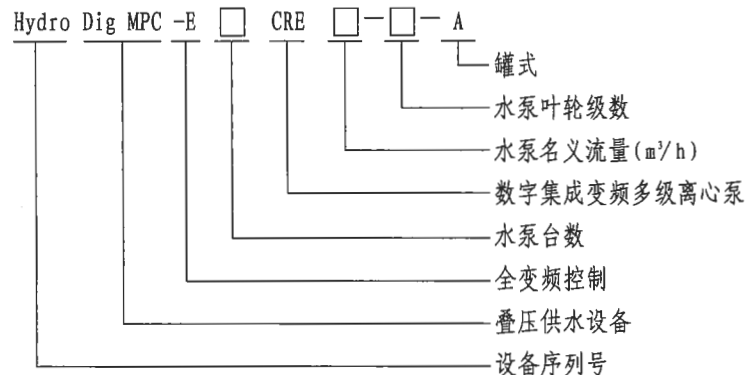 Hydro Dig MPC -E □ CRE □-□-A
罐式
水泵叶轮级数
水泵名义流量(m³/h)
数字集成变频多级离心泵
水泵台数
全变频控制
叠压供水设备
设备序列号